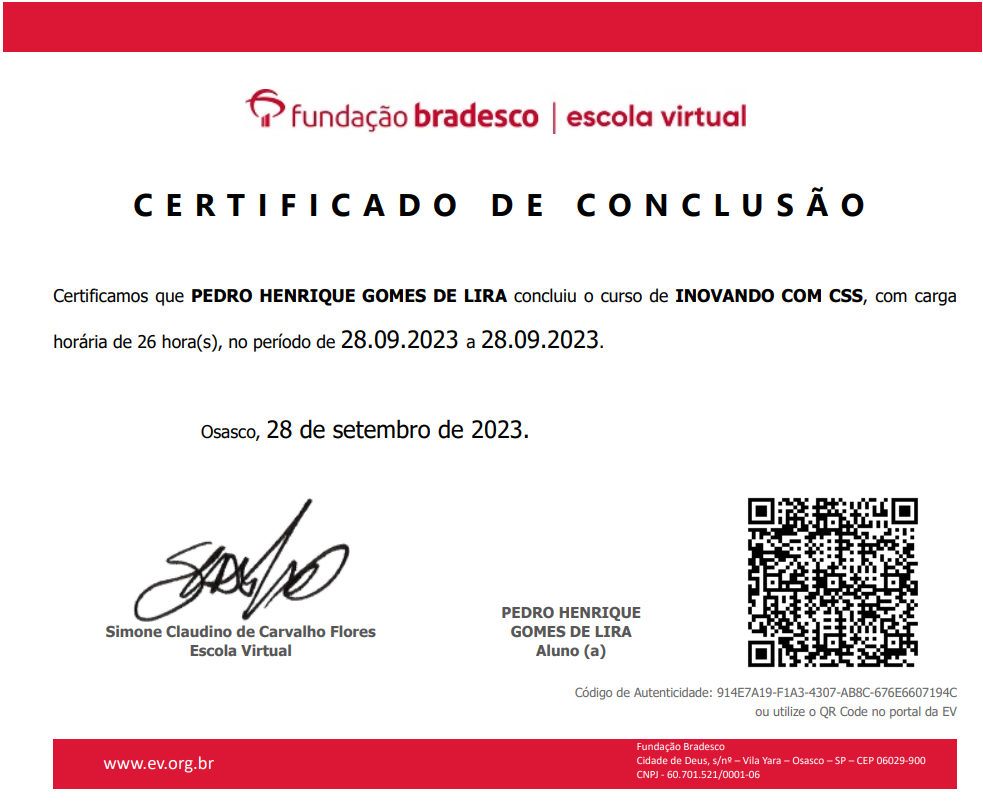 fundação bradesco | escola virtual
CERTIFICADO DE CONCLUSÃO
Certificamos que PEDRO HENRIQUE GOMES DE LIRA concluiu o curso de INOVANDO COM CSS, com carga
horária de 26 hora(s), no período de 28.09.2023 a 28.09.2023.
Osasco, 28 de setembro de 2023.
Simone Claudino de Carvalho Flores
Escola Virtual
PEDRO HENRIQUE
GOMES DE LIRA
Aluno (a)
Código de Autenticidade: 914E7A19-F1A3-4307-AB8C-676E6607194C
ou utilize o QR Code no portal da EV
www.ev.org.br
Fundação Bradesco
Cidade de Deus, s/nº – Vila Yara – Osasco – SP – CEP 06029-900
CNPJ - 60.701.521/0001-06